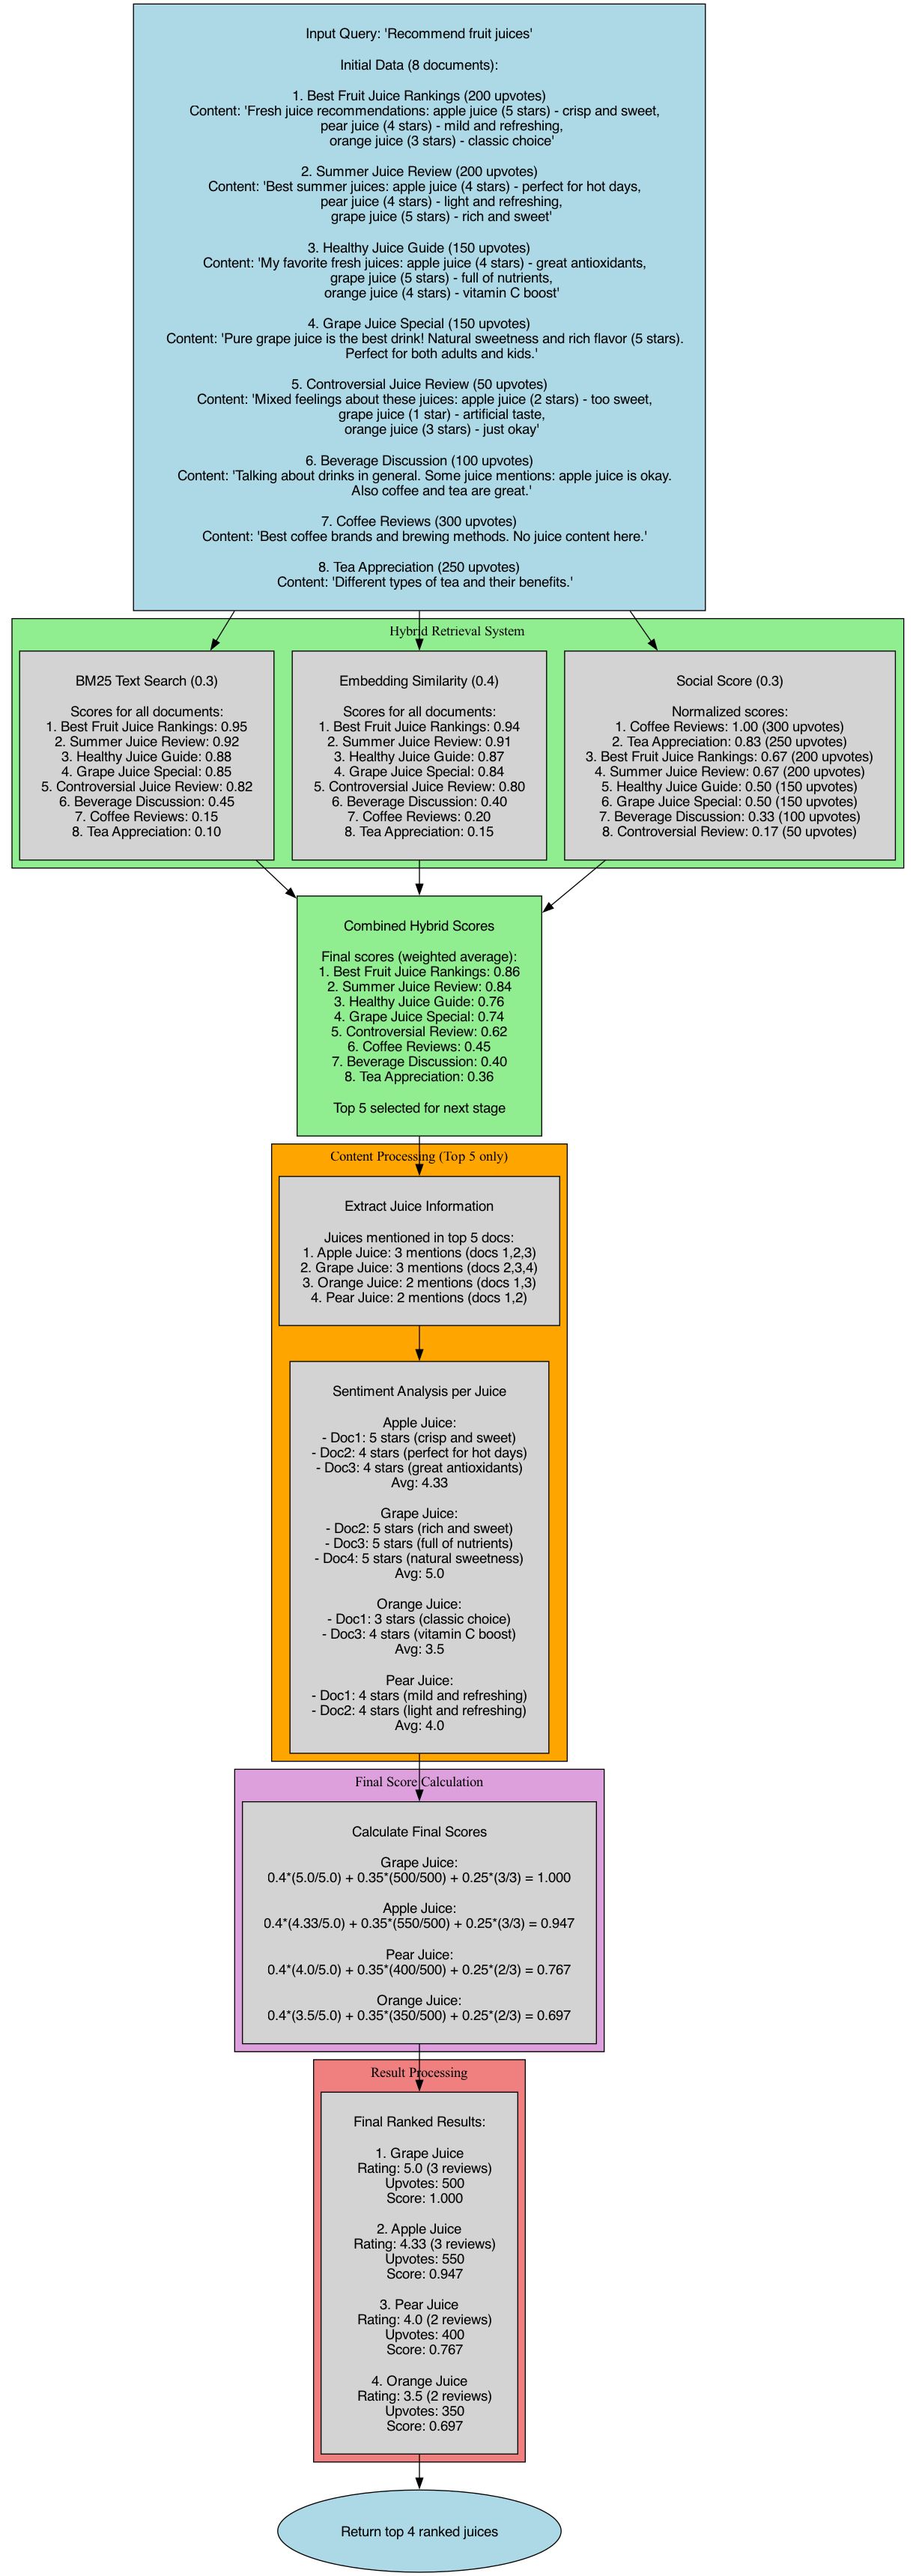 Input Query: 'Recommend fruit juices'
Initial Data (8 documents):
1. Best Fruit Juice Rankings (200 upvotes)
Content: 'Fresh juice recommendations: apple juice (5 stars) - crisp and sweet,
pear juice (4 stars) - mild and refreshing,
orange juice (3 stars) - classic choice'
2. Summer Juice Review (200 upvotes)
Content: 'Best summer juices: apple juice (4 stars) - perfect for hot days,
pear juice (4 stars) - light and refreshing,
grape juice (5 stars) - rich and sweet'
3. Healthy Juice Guide (150 upvotes)
Content: 'My favorite fresh juices: apple juice (4 stars) - great antioxidants,
grape juice (5 stars) - full of nutrients,
orange juice (4 stars) - vitamin C boost'
4. Grape Juice Special (150 upvotes)
Content: 'Pure grape juice is the best drink! Natural sweetness and rich flavor (5 stars).
Perfect for both adults and kids.'
5. Controversial Juice Review (50 upvotes)
Content: 'Mixed feelings about these juices: apple juice (2 stars) - too sweet,
grape juice (1 star) - artificial taste,
orange juice (3 stars) - just okay'
6. Beverage Discussion (100 upvotes)
Content: 'Talking about drinks in general. Some juice mentions: apple juice is okay.
Also coffee and tea are great.'
7. Coffee Reviews (300 upvotes)
Content: 'Best coffee brands and brewing methods. No juice content here.'
8. Tea Appreciation (250 upvotes)
Content: 'Different types of tea and their benefits.'
Hybrid Retrieval System
BM25 Text Search (0.3)
Scores for all documents:
1. Best Fruit Juice Rankings: 0.95
2. Summer Juice Review: 0.92
3. Healthy Juice Guide: 0.88
4. Grape Juice Special: 0.85
5. Controversial Juice Review: 0.82
6. Beverage Discussion: 0.45
7. Coffee Reviews: 0.15
8. Tea Appreciation: 0.10
Embedding Similarity (0.4)
Scores for all documents:
1. Best Fruit Juice Rankings: 0.94
2. Summer Juice Review: 0.91
3. Healthy Juice Guide: 0.87
4. Grape Juice Special: 0.84
5. Controversial Juice Review: 0.80
6. Beverage Discussion: 0.40
7. Coffee Reviews: 0.20
8. Tea Appreciation: 0.15
Social Score (0.3)
Normalized scores:
1. Coffee Reviews: 1.00 (300 upvotes)
2. Tea Appreciation: 0.83 (250 upvotes)
3. Best Fruit Juice Rankings: 0.67 (200 upvotes)
4. Summer Juice Review: 0.67 (200 upvotes)
5. Healthy Juice Guide: 0.50 (150 upvotes)
6. Grape Juice Special: 0.50 (150 upvotes)
7. Beverage Discussion: 0.33 (100 upvotes)
8. Controversial Review: 0.17 (50 upvotes)
Combined Hybrid Scores
Final scores (weighted average):
1. Best Fruit Juice Rankings: 0.86
2. Summer Juice Review: 0.84
3. Healthy Juice Guide: 0.76
4. Grape Juice Special: 0.74
5. Controversial Review: 0.62
6. Coffee Reviews: 0.45
7. Beverage Discussion: 0.40
8. Tea Appreciation: 0.36
Top 5 selected for next stage
Content Processing (Top 5 only)
Extract Juice Information
Juices mentioned in top 5 docs:
1. Apple Juice: 3 mentions (docs 1,2,3)
2. Grape Juice: 3 mentions (docs 2,3,4)
3. Orange Juice: 2 mentions (docs 1,3)
4. Pear Juice: 2 mentions (docs 1,2)
Sentiment Analysis per Juice
Apple Juice:
- Doc1: 5 stars (crisp and sweet)
- Doc2: 4 stars (perfect for hot days)
- Doc3: 4 stars (great antioxidants)
Avg: 4.33
Grape Juice:
- Doc2: 5 stars (rich and sweet)
- Doc3: 5 stars (full of nutrients)
- Doc4: 5 stars (natural sweetness)
Avg: 5.0
Orange Juice:
- Doc1: 3 stars (classic choice)
- Doc3: 4 stars (vitamin C boost)
Avg: 3.5
Pear Juice:
- Doc1: 4 stars (mild and refreshing)
- Doc2: 4 stars (light and refreshing)
Avg: 4.0
Final Score Calculation
Calculate Final Scores
Grape Juice:
0.4*(5.0/5.0) + 0.35*(500/500) + 0.25*(3/3) = 1.000
Apple Juice:
0.4*(4.33/5.0) + 0.35*(550/500) + 0.25*(3/3) = 0.947
Pear Juice:
0.4*(4.0/5.0) + 0.35*(400/500) + 0.25*(2/3) = 0.767
Orange Juice:
0.4*(3.5/5.0) + 0.35*(350/500) + 0.25*(2/3) = 0.697
Result Processing
Final Ranked Results:
1. Grape Juice
Rating: 5.0 (3 reviews)
Upvotes: 500
Score: 1.000
2. Apple Juice
Rating: 4.33 (3 reviews)
Upvotes: 550
Score: 0.947
3. Pear Juice
Rating: 4.0 (2 reviews)
Upvotes: 400
Score: 0.767
4. Orange Juice
Rating: 3.5 (2 reviews)
Upvotes: 350
Score: 0.697
Return top 4 ranked juices